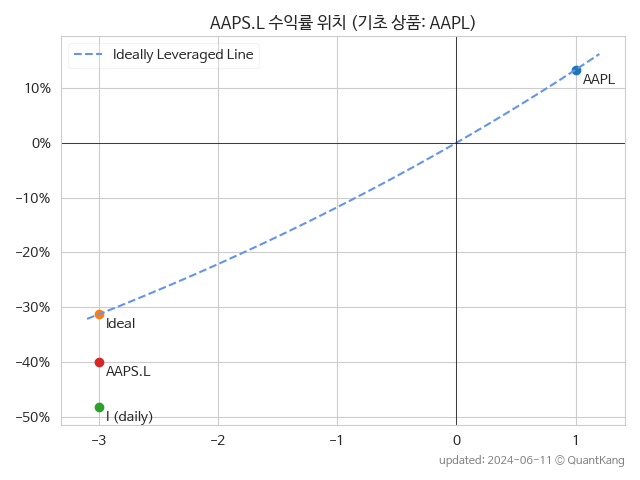 AAPS.L 수익률 위치 (기초 상품: AAPL)
Ideally Leveraged Line
10%
0%
-10%
-20%
-30%
-40%
-50%
AAPL
Ideal
AAPS.L
I (daily)
-3
-2
-1
0
1
updated: 2024-06-11 © QuantKang